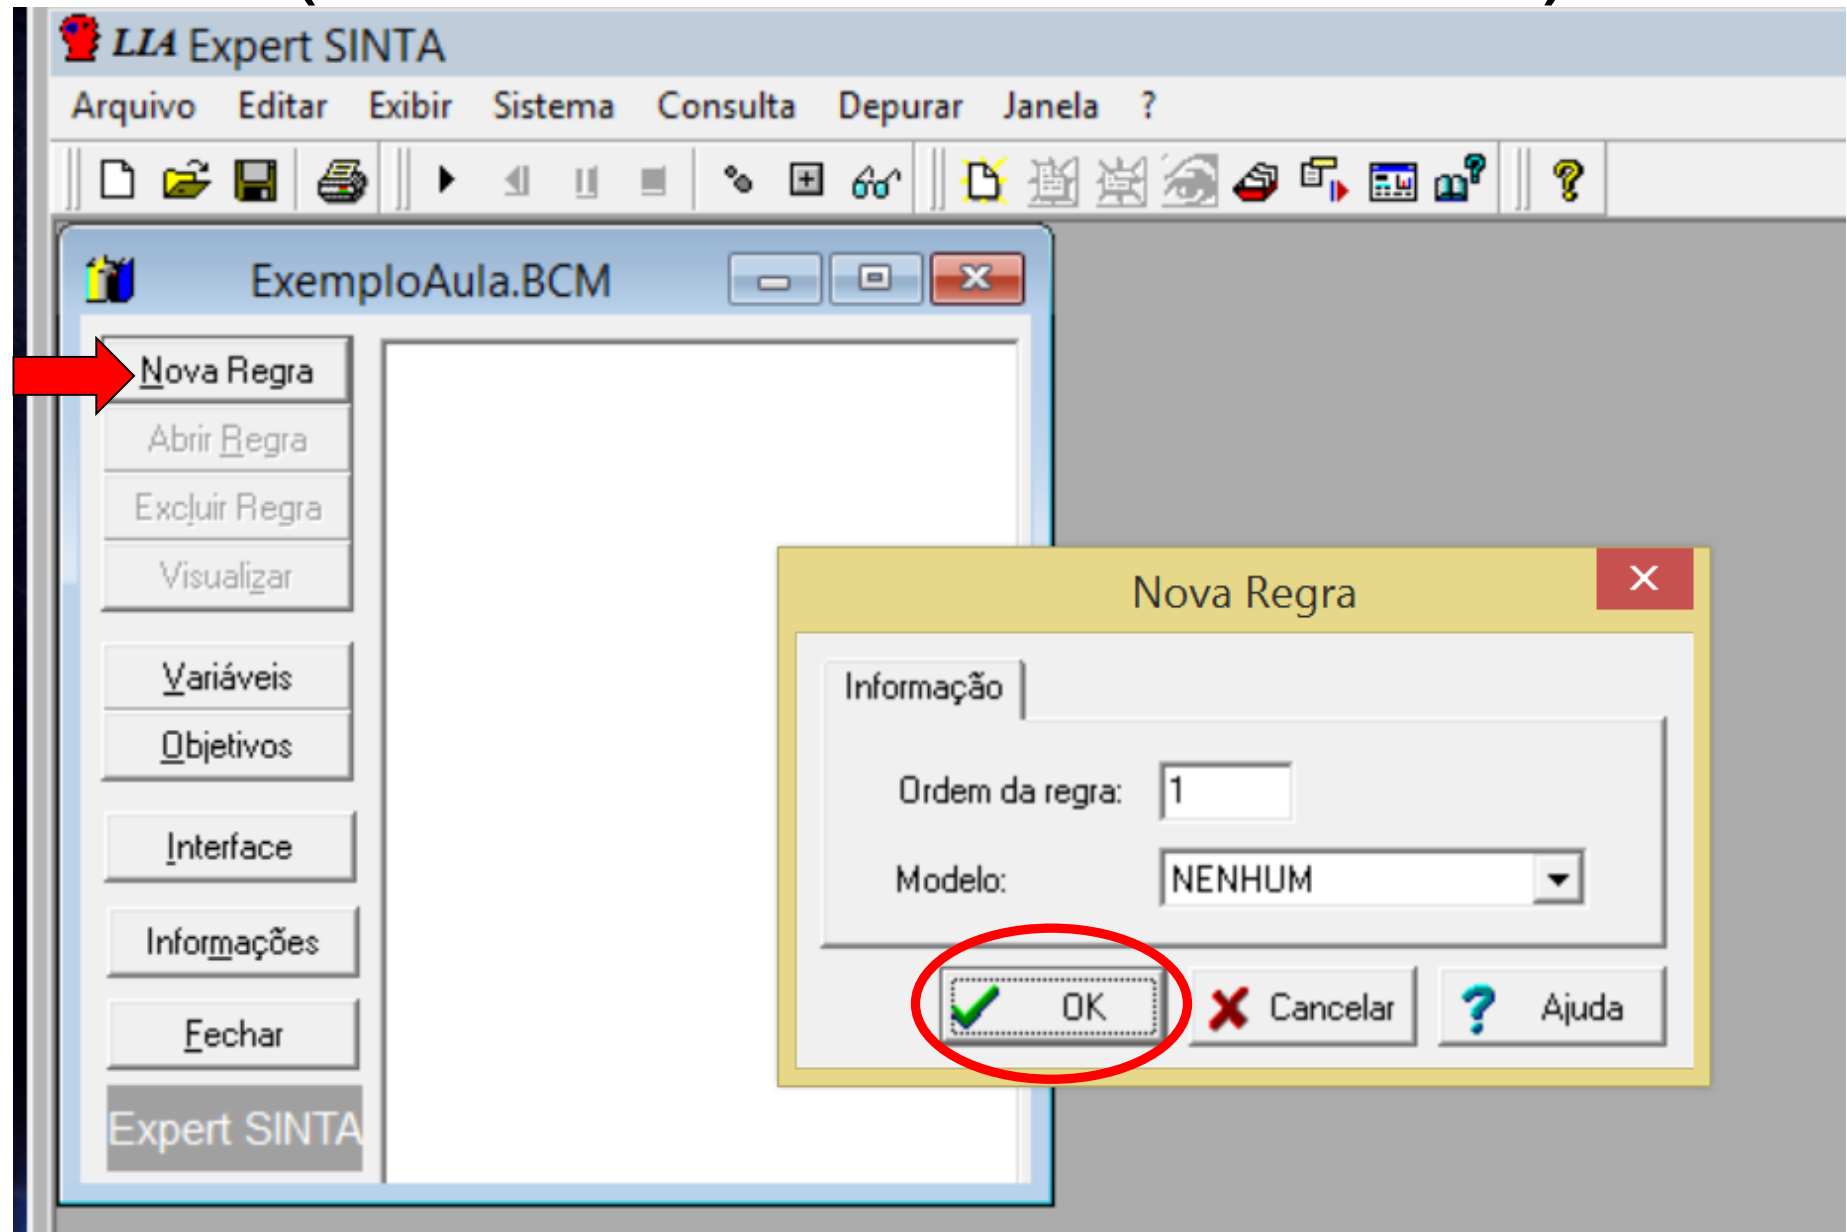 LIA Expert SINTA
Arquivo Editar Exibir Sistema Consulta Depurar Janela ?
ExemploAula.BCM
Nova Regra
Abrir Regra
Excluir Regra
Visualizar
Variáveis
Objetivos
Interface
Informações
Fechar
Expert SINTA
Nova Regra
Informação
Ordem da regra: 1
Modelo: NENHUM
OK Cancelar ? Ajuda